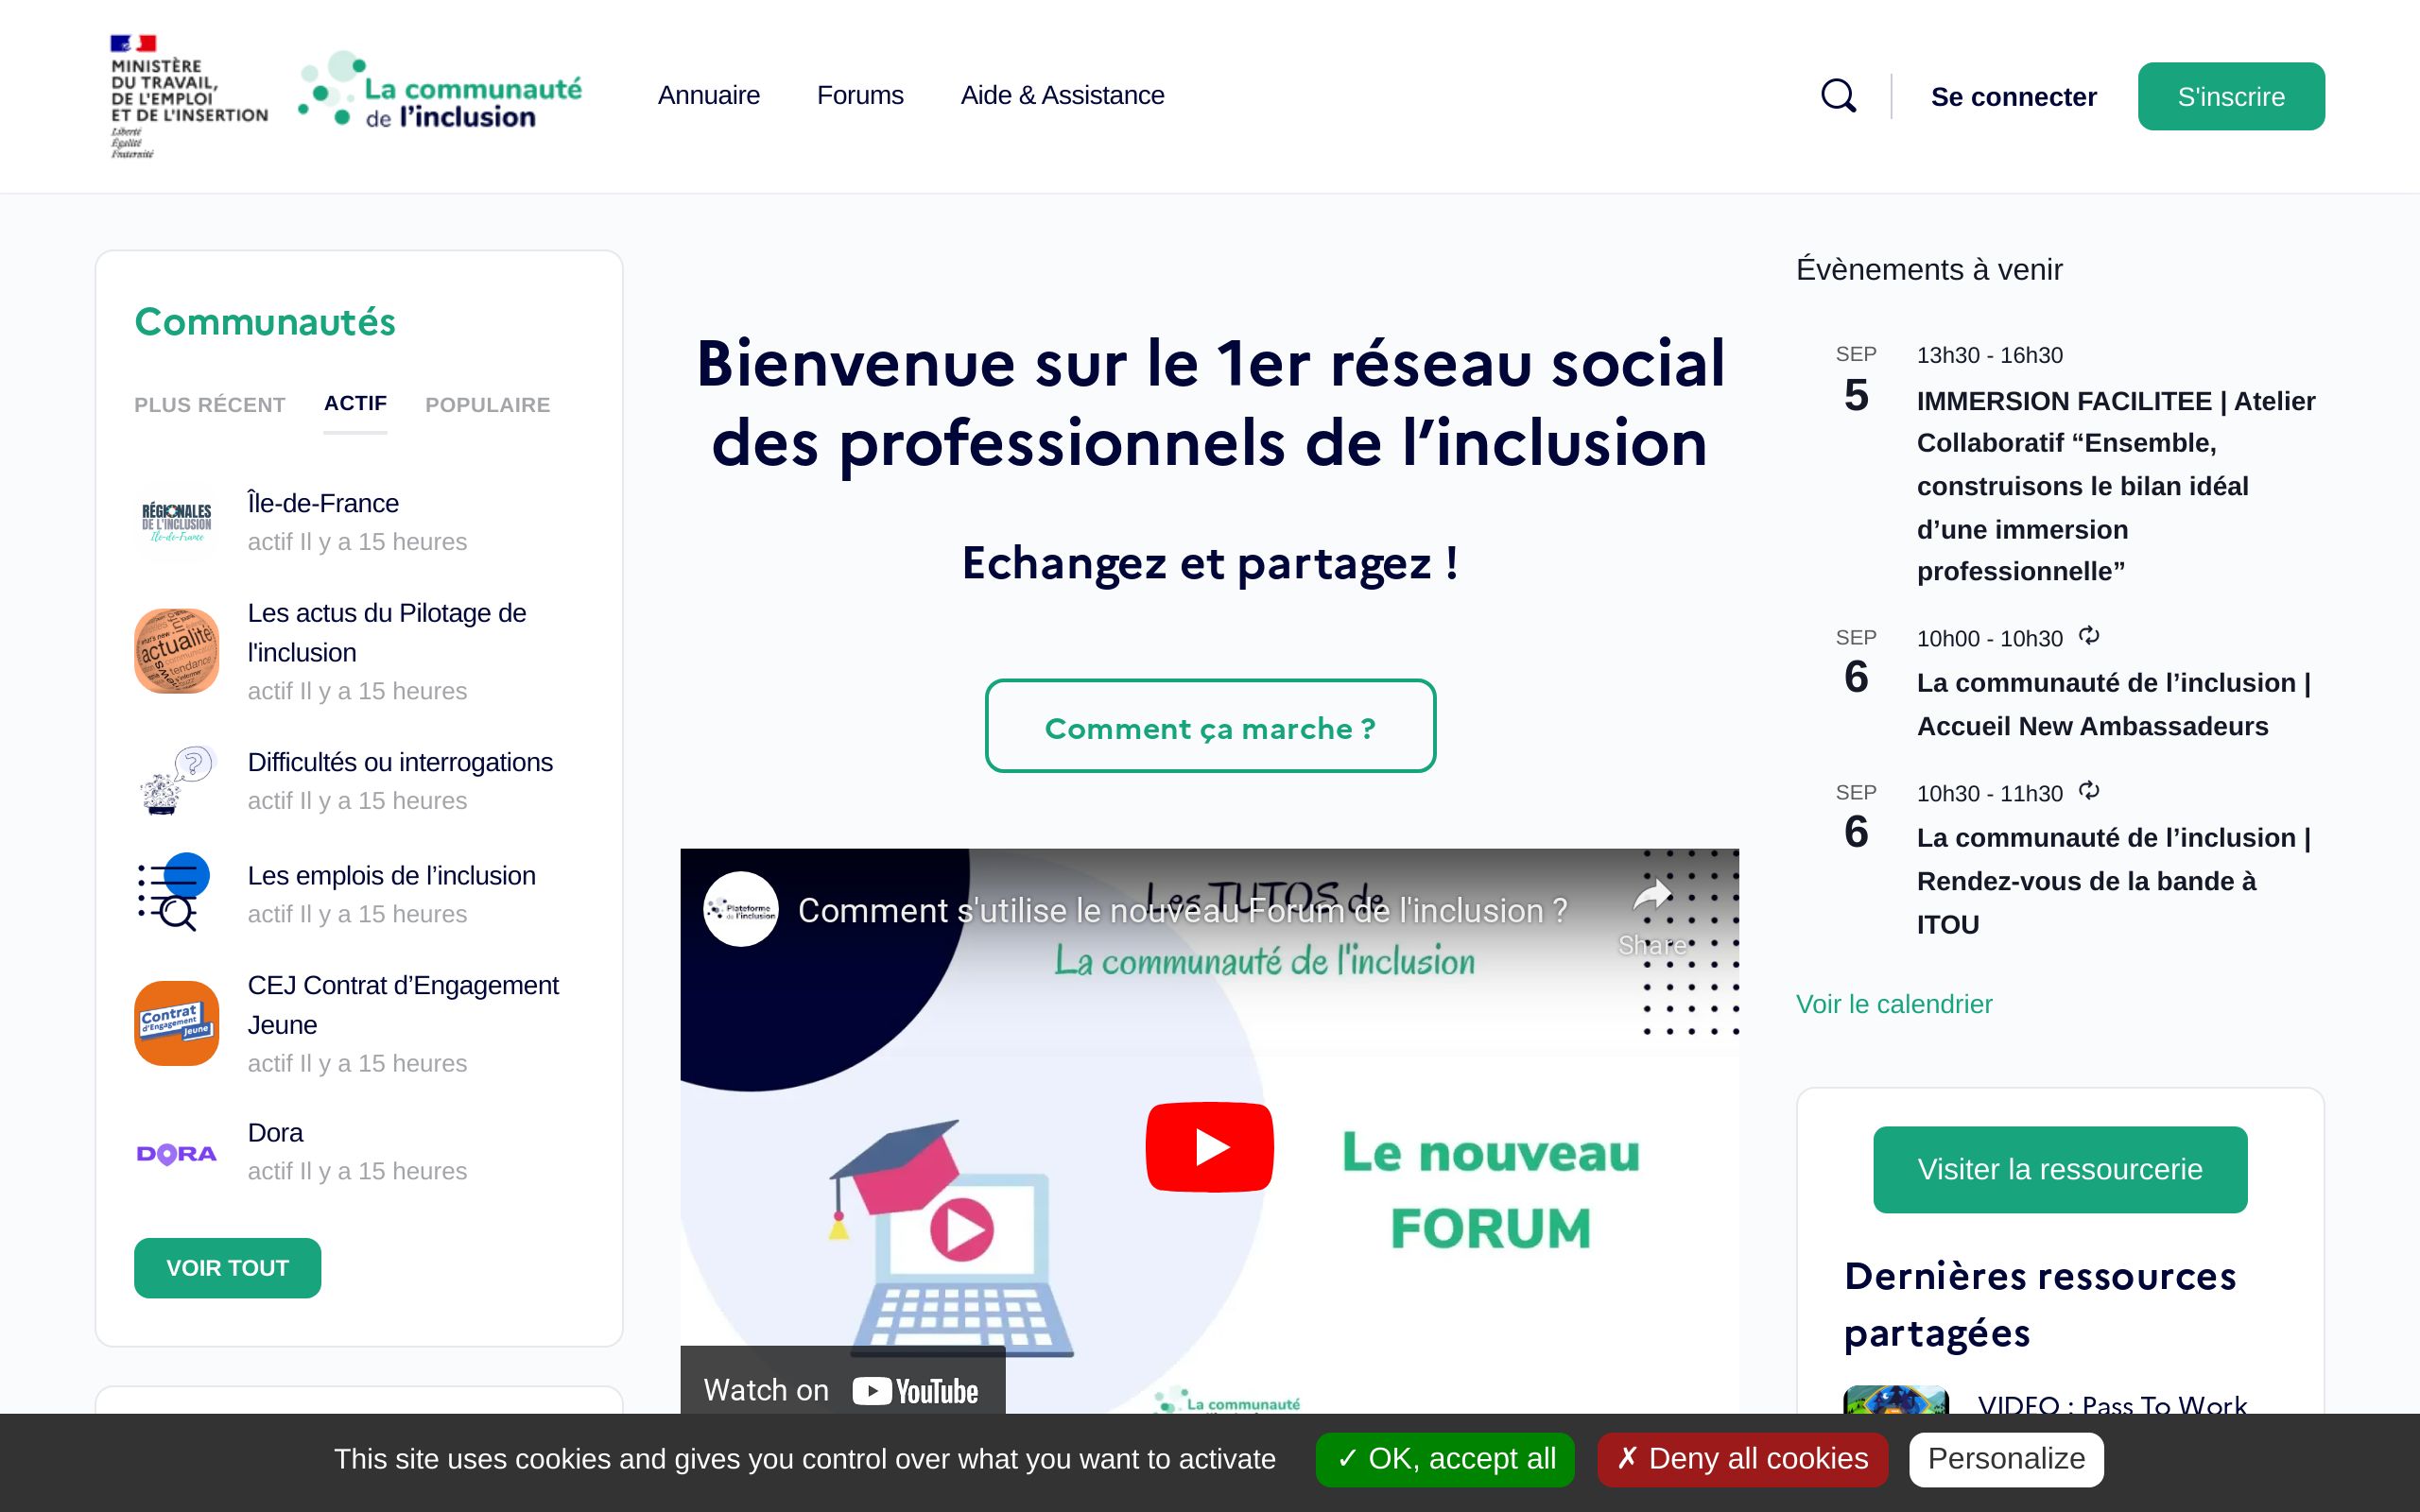 MINISTÈRE
DU TRAVAIL,
DE L'EMPLOI
ET DE L'INSERTION
Liberté
Égalité
Fraternité
La communauté
de l'inclusion
Annuaire
Forums
Aide & Assistance
Se connecter
S'inscrire
Communautés
PLUS RÉCENT
ACTIF
POPULAIRE
RÉGIONALES
DE L'INCLUSION
Île-de-France
Île-de-France
actif Il y a 15 heures
actualité
tendance
Les actus du Pilotage de
l'inclusion
actif Il y a 15 heures
?
Difficultés ou interrogations
actif Il y a 15 heures
Les emplois de l’inclusion
actif Il y a 15 heures
Contrat
d'Engagement
Jeune
CEJ Contrat d’Engagement
Jeune
actif Il y a 15 heures
DORA
Dora
actif Il y a 15 heures
VOIR TOUT
Bienvenue sur le 1er réseau social
des professionnels de l’inclusion
Echangez et partagez !
Comment ça marche ?
Plateforme
de l'inclusion
Comment s'utilise le nouveau Forum de l'inclusion ?
Share
Les TUTOS de
La communauté de l'inclusion
Le nouveau
FORUM
Watch on YouTube
La communauté
Évènements à venir
SEP
5
13h30 - 16h30
IMMERSION FACILITEE | Atelier
Collaboratif “Ensemble,
construisons le bilan idéal
d’une immersion
professionnelle”
SEP
6
10h00 - 10h30
La communauté de l’inclusion |
Accueil New Ambassadeurs
SEP
6
10h30 - 11h30
La communauté de l’inclusion |
Rendez-vous de la bande à
ITOU
Voir le calendrier
Visiter la ressourcerie
Dernières ressources
partagées
VIDEO : Pass To Work
This site uses cookies and gives you control over what you want to activate
✓ OK, accept all
✗ Deny all cookies
Personalize